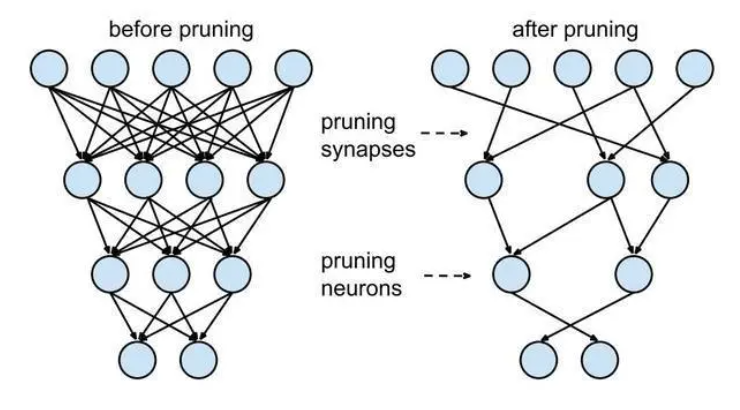 before pruning
after pruning
pruning
synapses
pruning
neurons